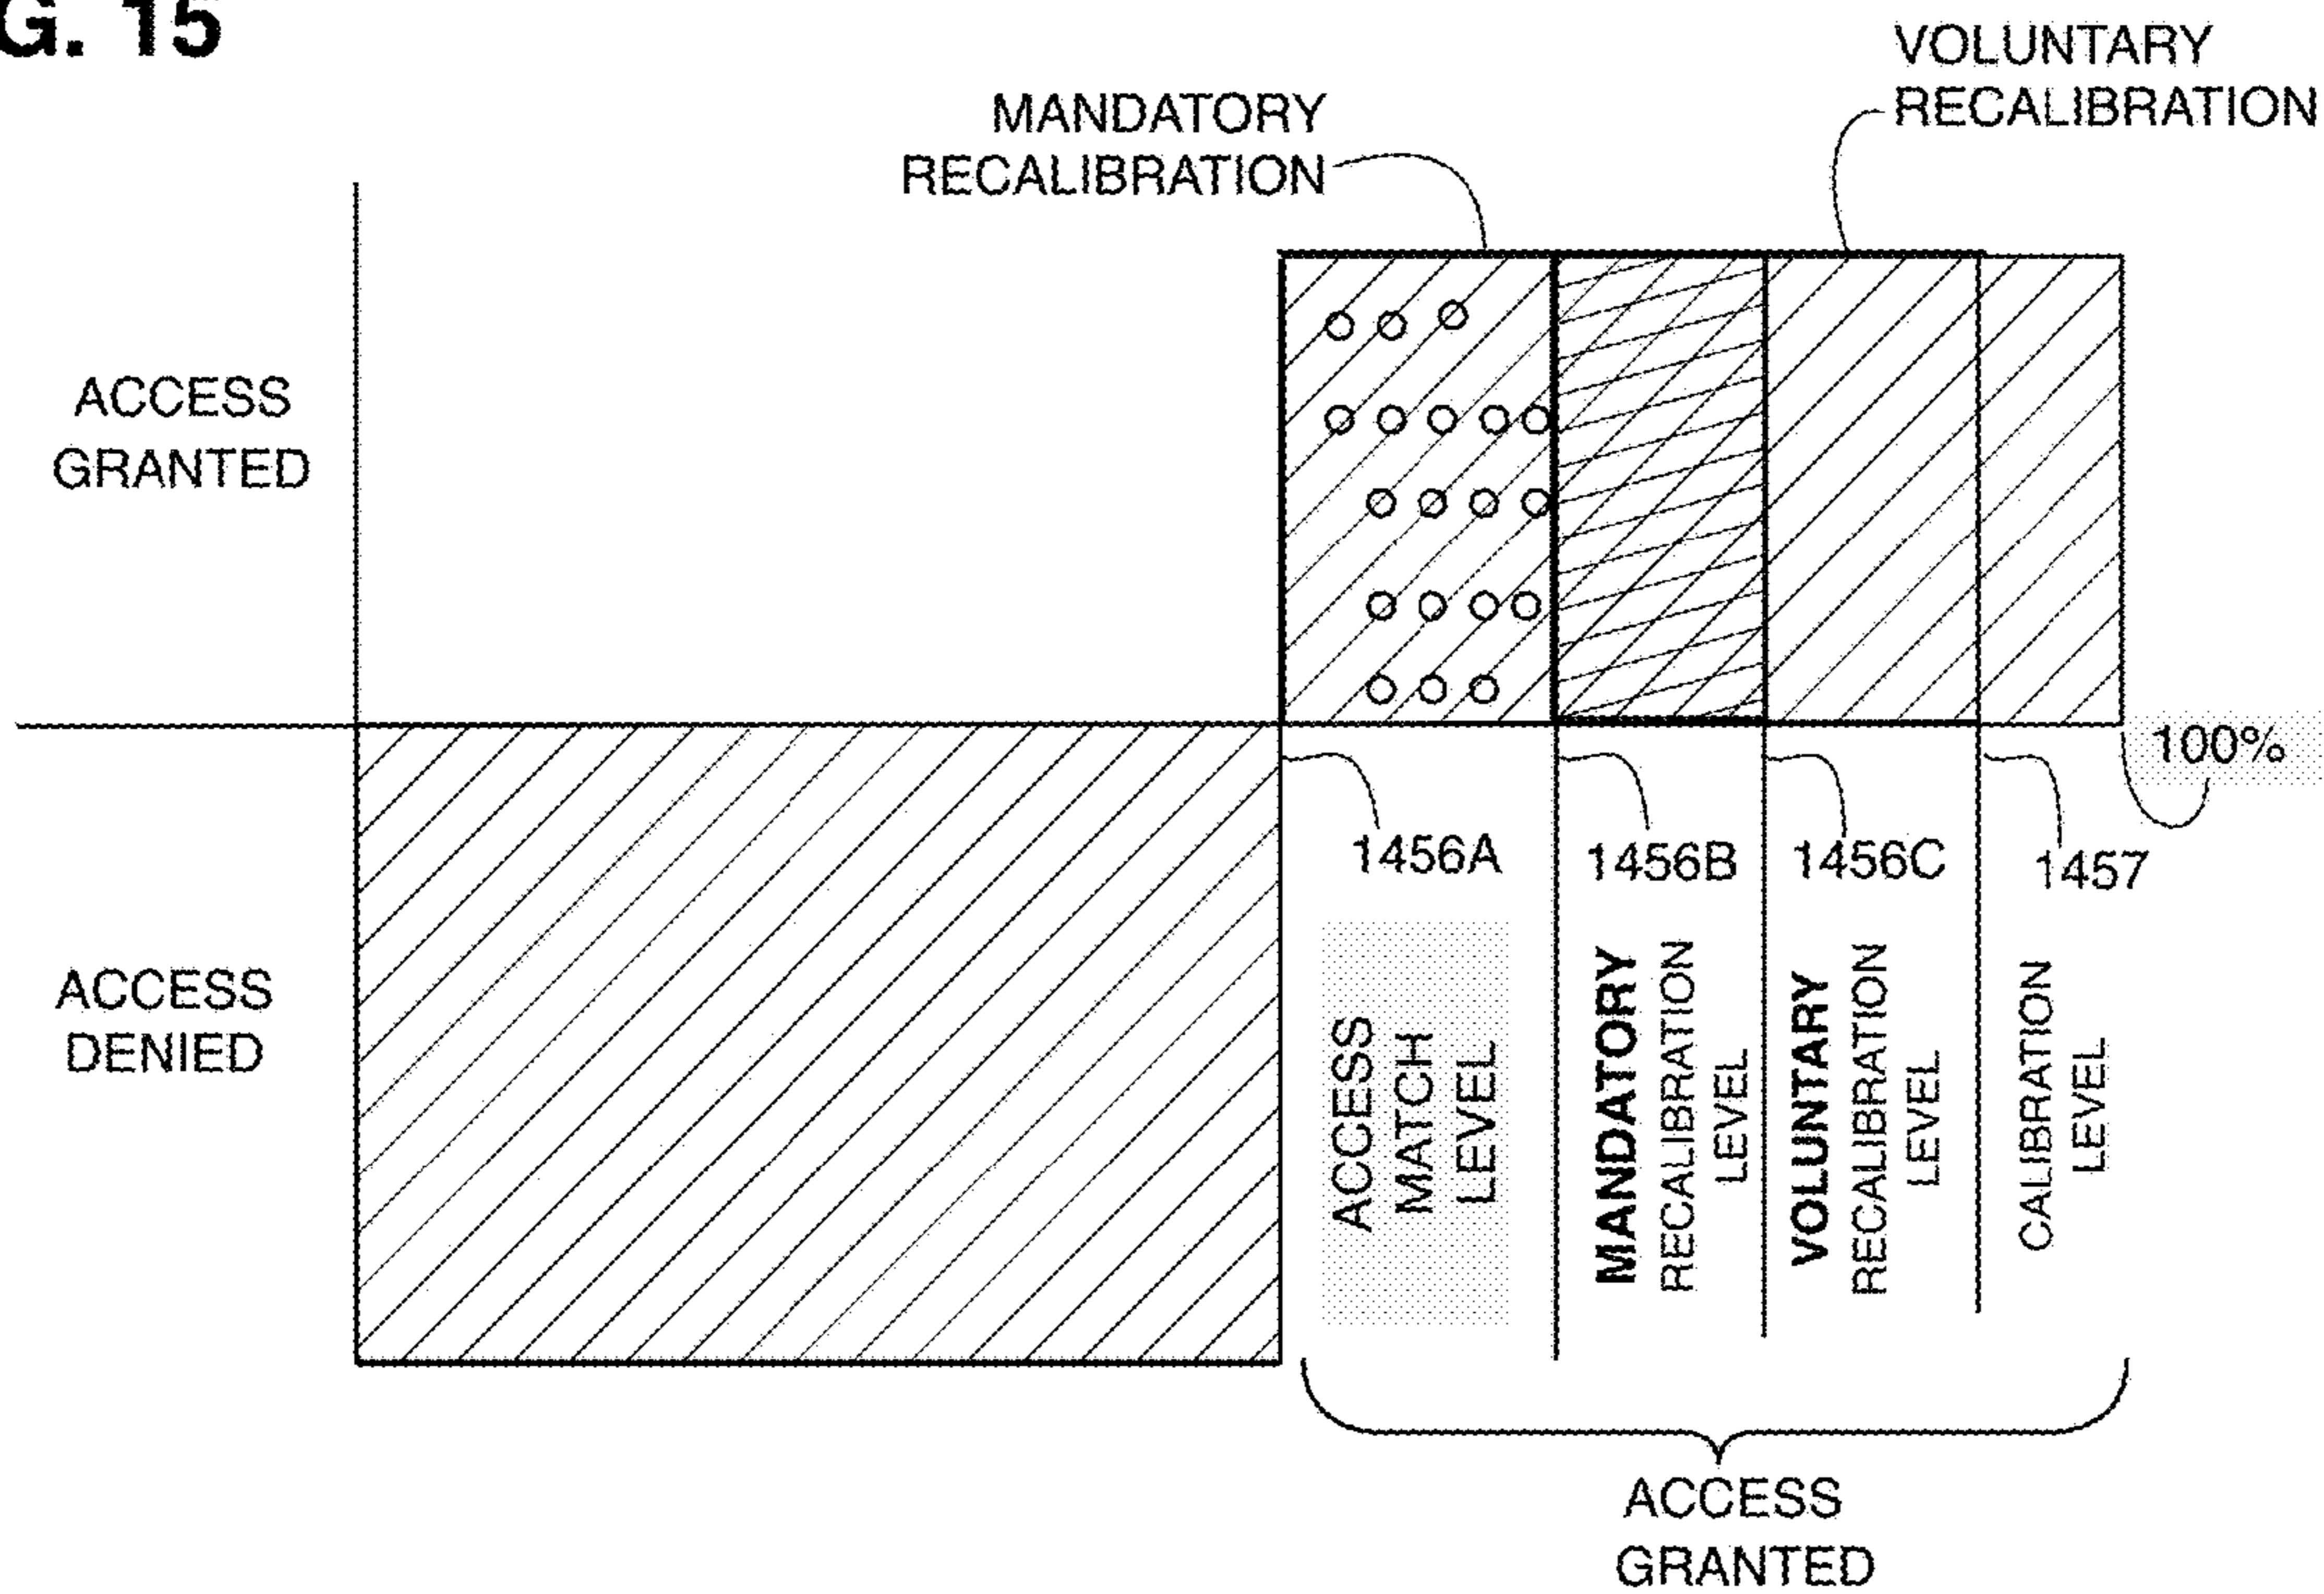 G. 15
VOLUNTARY
RECALIBRATION
MANDATORY
RECALIBRATION
ACCESS
GRANTED
100%
1456A
1456B
1456C
1457
ACCESS
DENIED
ACCESS
MATCH
LEVEL
MANDATORY
RECALIBRATION
LEVEL
VOLUNTARY
RECALIBRATION
LEVEL
CALIBRATION
LEVEL
ACCESS
GRANTED